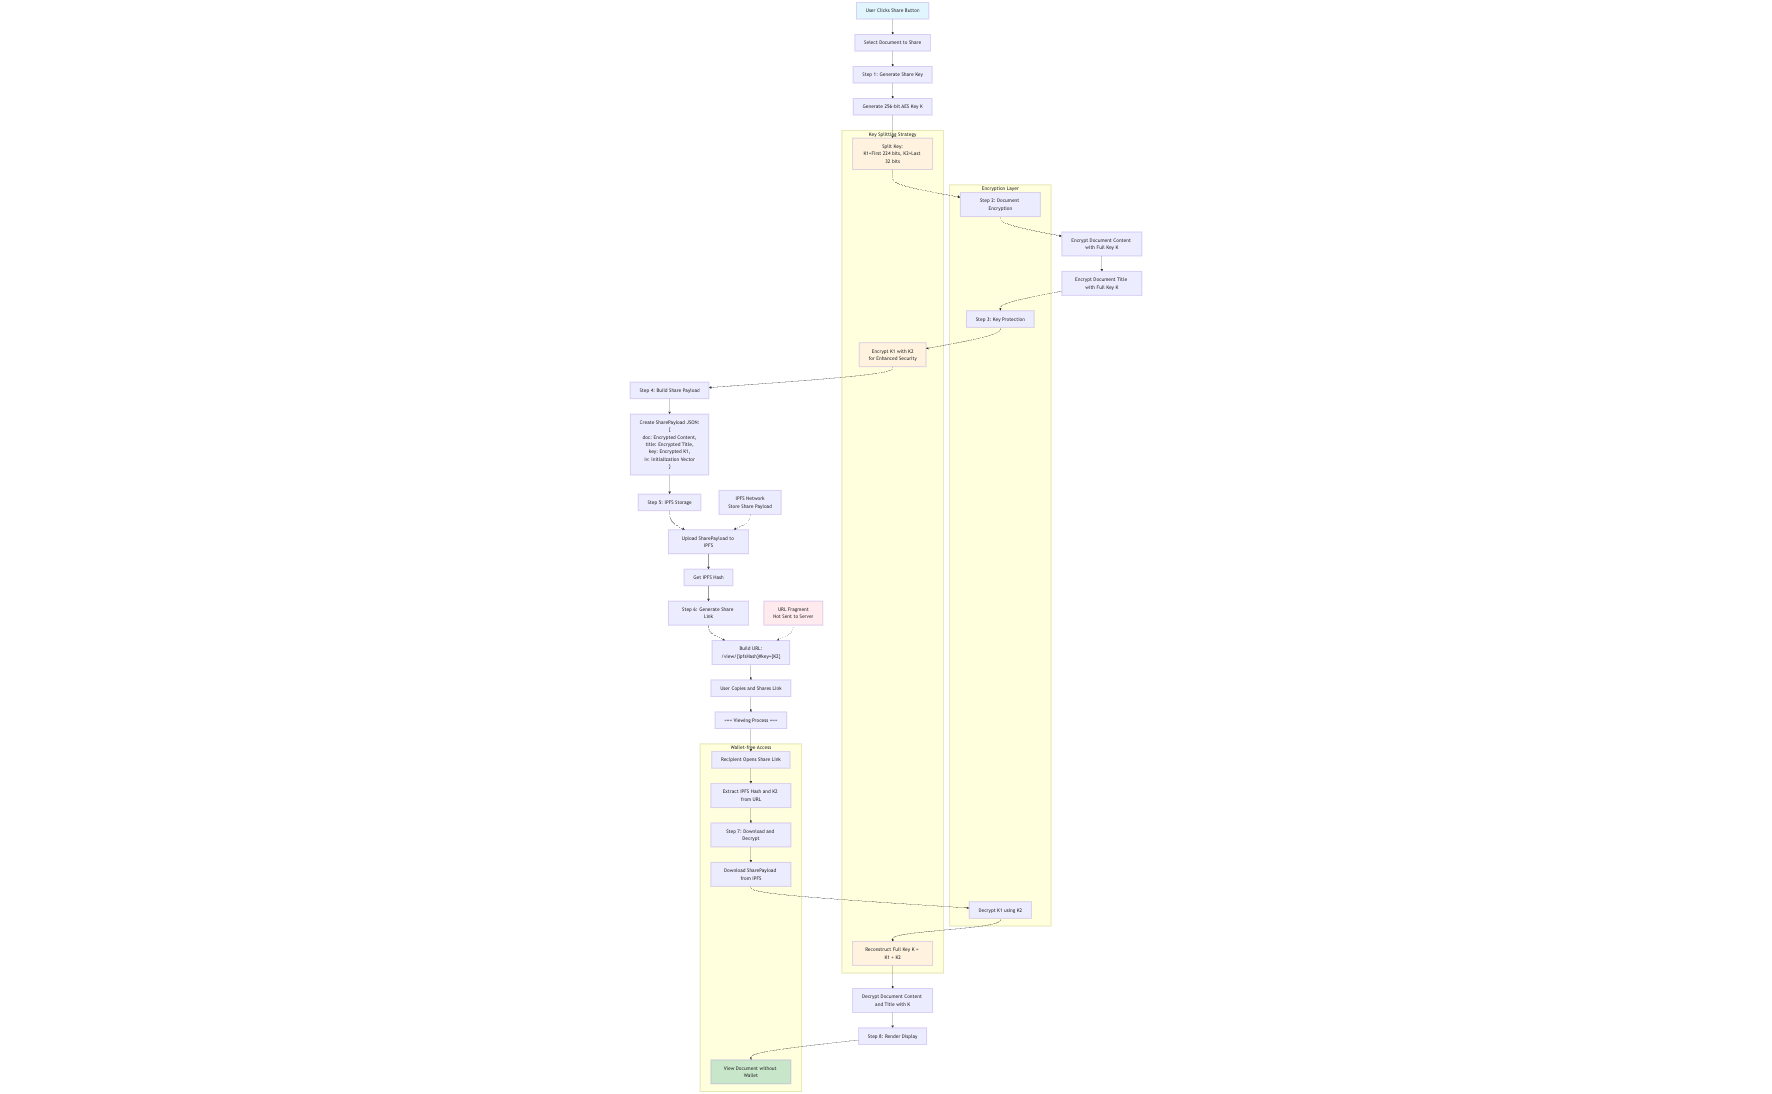 User Clicks Share Button
Select Document to Share
Step 1: Generate Share Key
Generate 256-bit AES Key K
Key Splitting Strategy
Split Key:
K1=First 224 bits, K2=Last
32 bits
Encryption Layer
Step 2: Document
Encryption
Encrypt Document Content
with Full Key K
Encrypt Document Title
with Full Key K
Step 3: Key Protection
Encrypt K1 with K2
for Enhanced Security
Step 4: Build Share Payload
Create SharePayload JSON:
{
doc: Encrypted Content,
title: Encrypted Title,
key: Encrypted K1,
iv: Initialization Vector
}
Step 5: IPFS Storage
IPFS Network
Store Share Payload
Upload SharePayload to
IPFS
Get IPFS Hash
Step 6: Generate Share
Link
URL Fragment
Not Sent to Server
Build URL:
/view/[ipfsHash]#key=[K2]
User Copies and Shares Link
=== Viewing Process ===
Wallet-free Access
Recipient Opens Share Link
Extract IPFS Hash and K2
from URL
Step 7: Download and
Decrypt
Download SharePayload
from IPFS
Decrypt K1 using K2
Reconstruct Full Key K =
K1 + K2
Decrypt Document Content
and Title with K
Step 8: Render Display
View Document without
Wallet